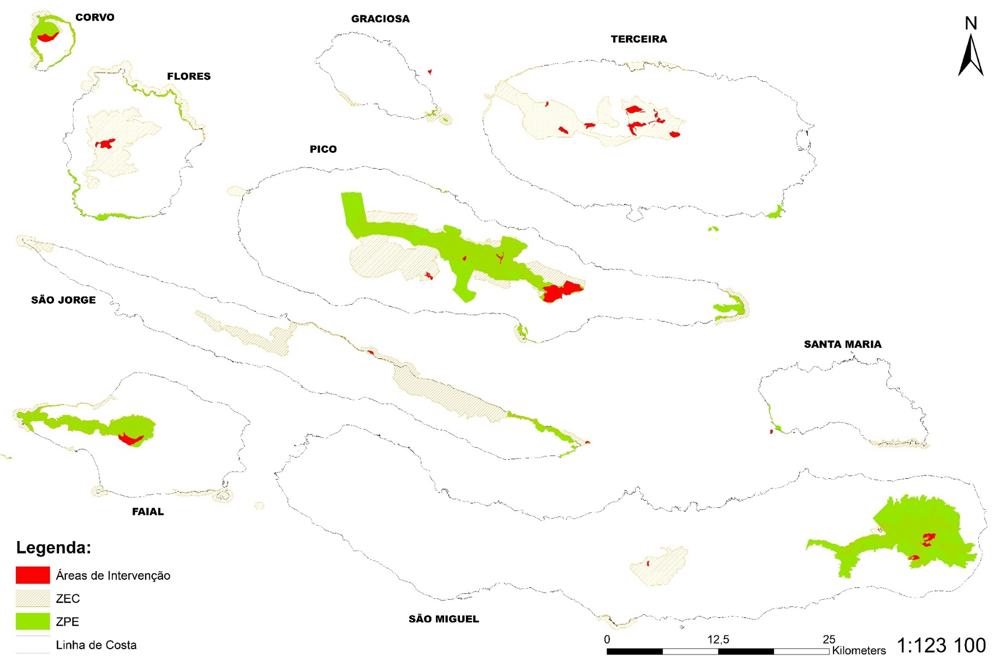 CORVO
GRACIOSA
N
TERCEIRA
FLORES
PICO
SÃO JORGE
SANTA MARIA
FAIAL
Legenda:
Áreas de Intervenção
ZEC
ZPE
Linha de Costa
SÃO MIGUEL
0 12,5 25
Kilometers
1:123 100